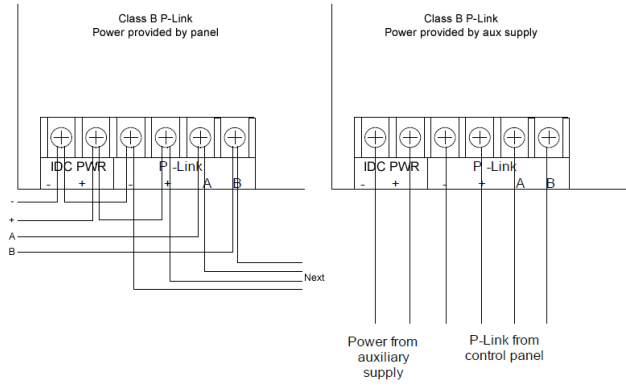 Class B P-Link
Power provided by panel
IDC PWR P -Link
- + - + A B
-
+
A
B
Next
Class B P-Link
Power provided by aux supply
IDC PWR P -Link
- + - + A B
Power from
auxiliary
supply
P-Link from
control panel